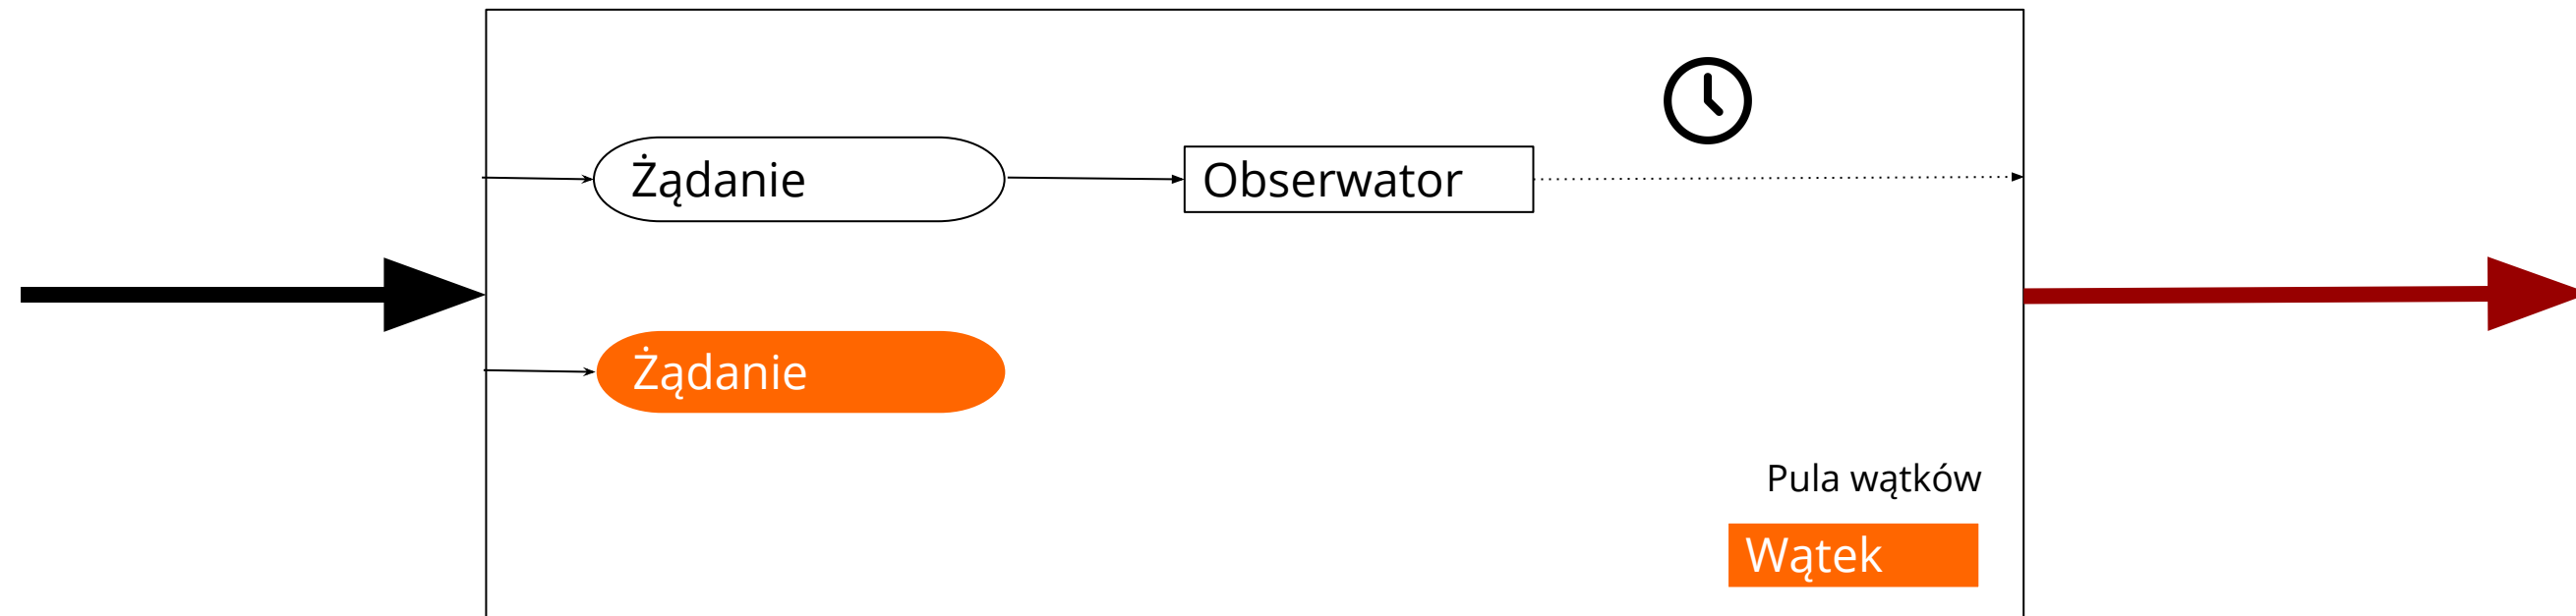 Żądanie
Obserwator
Żądanie
Pula wątków
Wątek